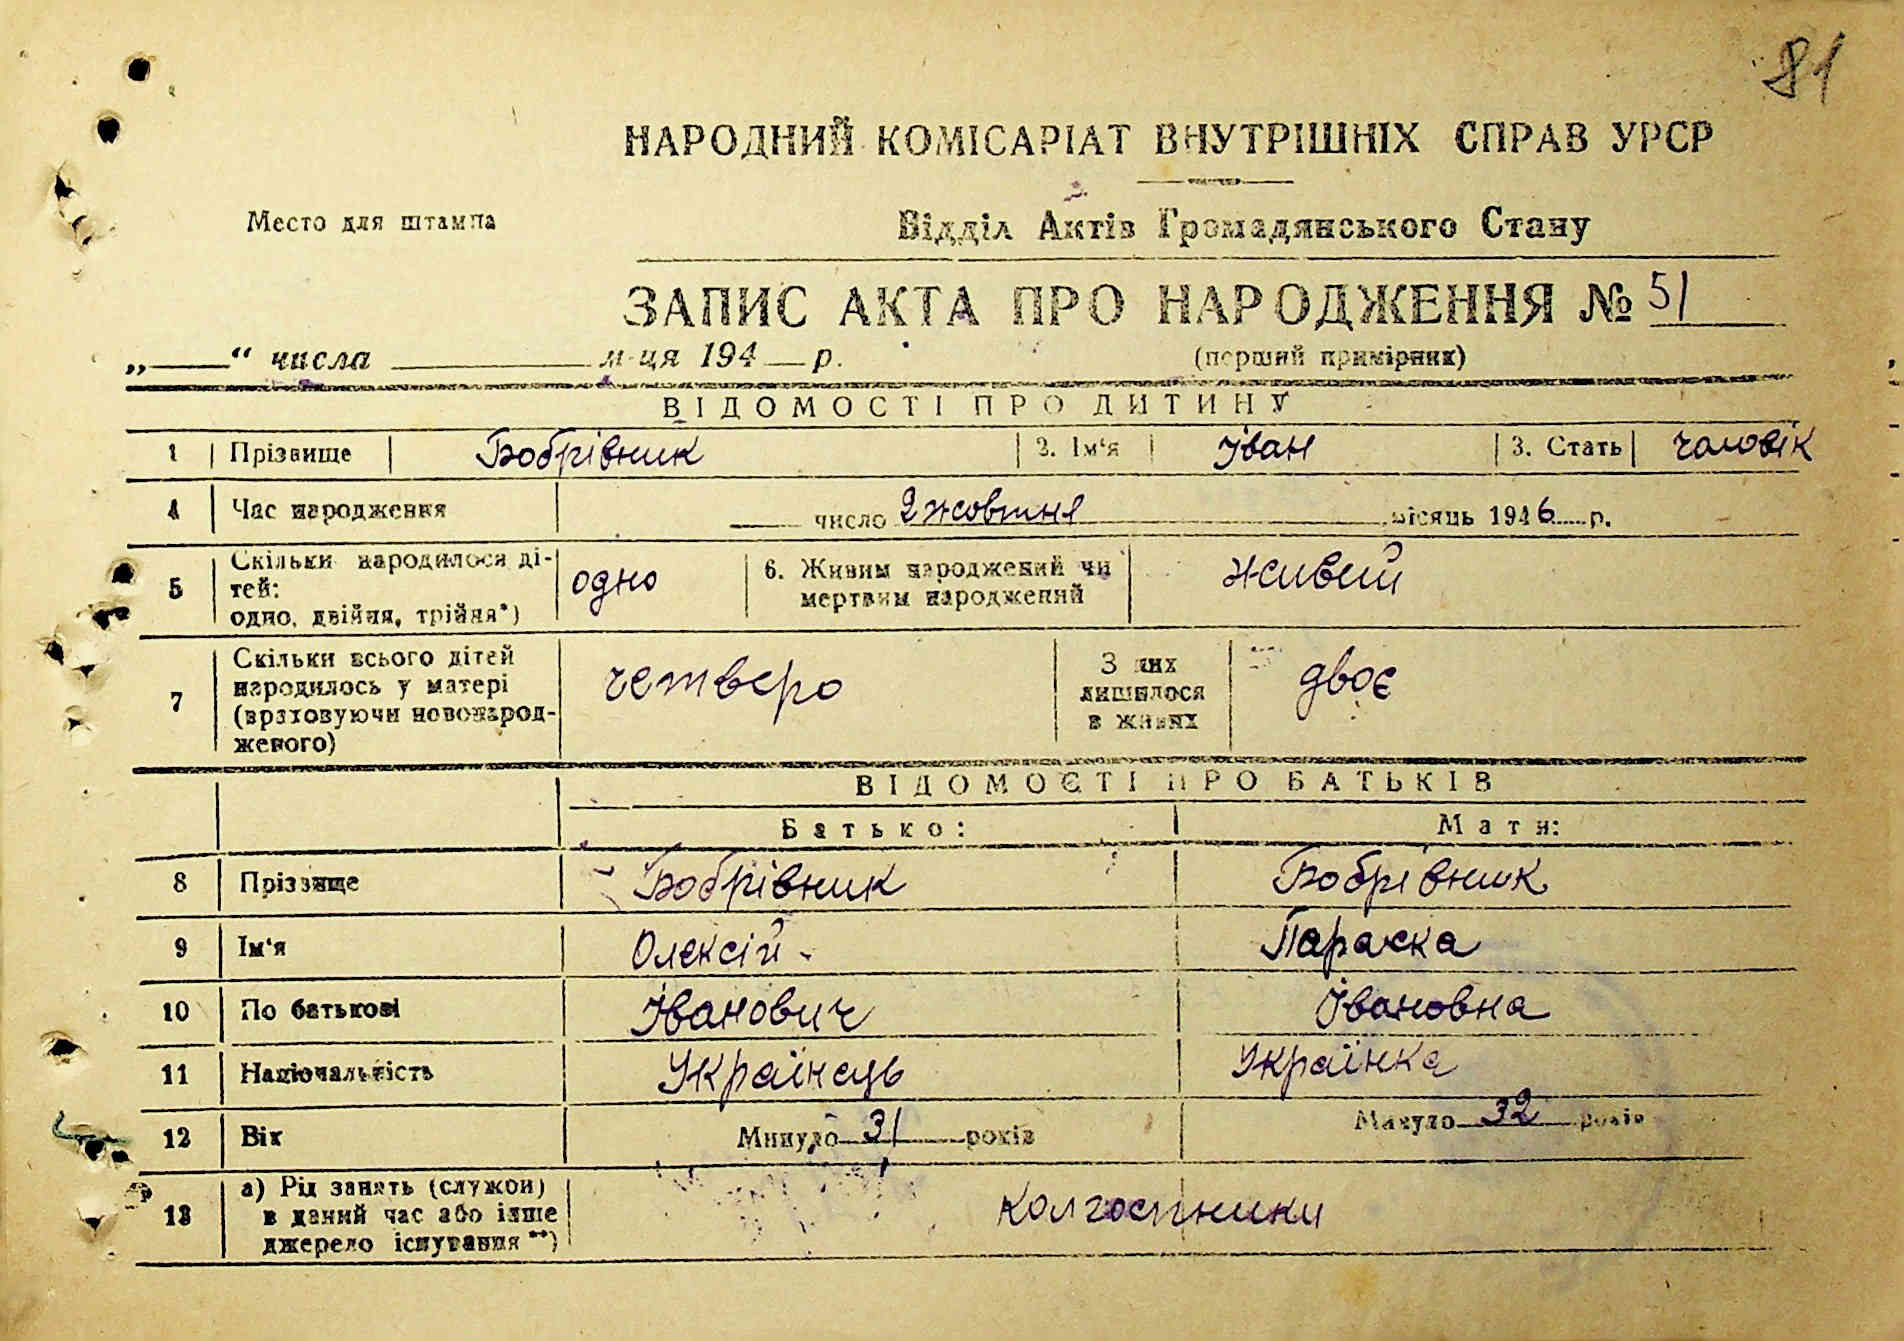 81
НАРОДНИЙ КОМІСАРІАТ ВНУТРІШНІХ СПРАВ УРСР
Место для штампа
Відділ Актів Громадянського Стану
ЗАПИС АКТА ПРО НАРОДЖЕННЯ № 51
„—“ числа м-ця 194 р. (перший примірник)
ВІДОМОСТІ ПРО ДИТИНУ
1 Прізвище Бобрівник 2. Ім‘я Іван 3. Стать чоловік
4 Час народження число 2 жовтня місяць 1946 р.
5 Скільки народилося ді-
тей:
одно, двійня, трійня*) одно 6. Живим народжений чи
мертвим народжений живий
7 Скільки всього дітей
народилось у матері
(враховуючи новонарод-
женого) четверо З них
лишилося
в живих двоє
ВІДОМОСТІ ПРО БАТЬКІВ
Батько: Мати:
8 Прізвище Бобрівник Бобрівник
9 Ім‘я Олексій Параска
10 По батькові Іванович Івановна
11 Національність Українець Українка
12 Вік Минуло 31 років Минуло 32 років
13 а) Рід занять (служби)
в даний час або інше
джерело існування **) Колгоспники